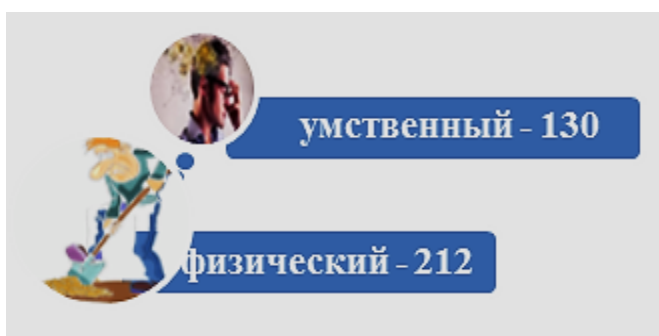 умственный - 130
физический - 212